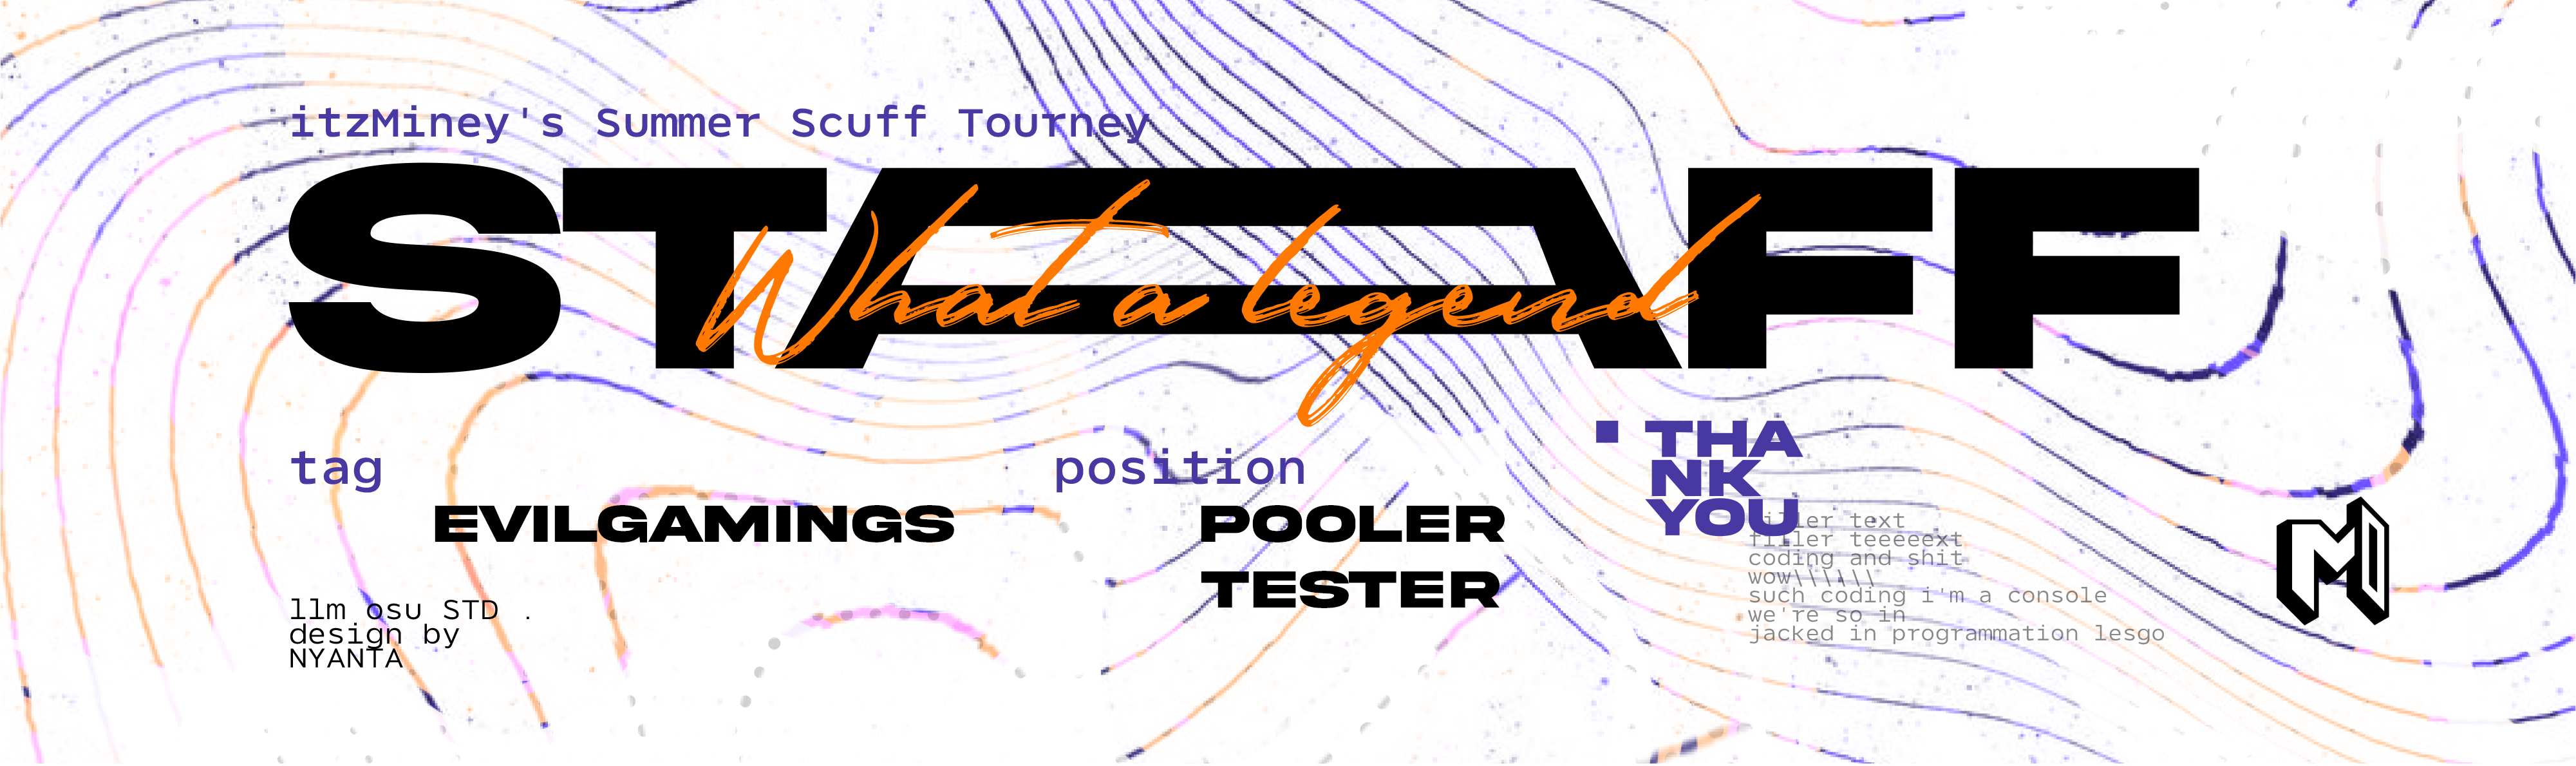 itzMiney's Summer Scuff Tourney
STAFF
What a legend
tag
EVILGAMINGS
position
POOLER
TESTER
THA
NK
YOU
filler text
filler teeeeext
coding and shit
wow\\\\\\
such coding i'm a console
we're so in
jacked in programmation lesgo
llm osu STD .
design by
NYANTA